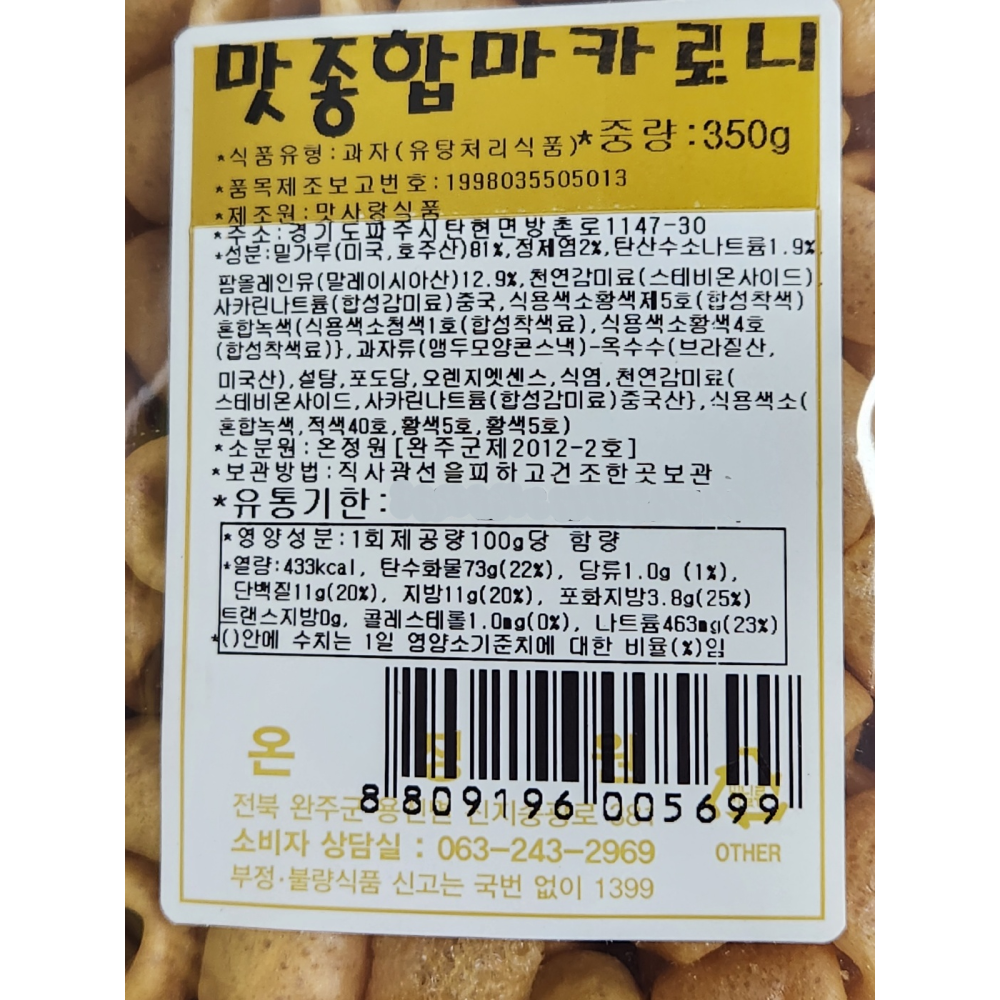 맛종합마카로니
*식품유형:과자(유탕처리식품)*중량:350g
*품목제조보고번호:1998035505013
*제조원:맛사랑식품
*주소:경기도파주시탄현면방촌로1147-30
*성분:밀가루(미국,호주산)81%,정제염2%,탄산수소나트륨1.9%,
팜올레인유(말레이시아산)12.9%,천연감미료(스테비온사이드),
사카린나트륨(합성감미료)중국,식용색소황색제5호(합성착색)
혼합녹색(식용색소청색1호(합성착색료),식용색소황색4호
(합성착색료)},과자류(앵두모양콘스낵)-옥수수(브라질산,
미국산),설탕,포도당,오렌지엣센스,식염,천연감미료(
스테비온사이드,사카린나트륨(합성감미료)중국산},식용색소(
혼합녹색,적색40호,황색5호,황색5호)
*소분원:온정원[완주군제2012-2호]
*보관방법:직사광선을피하고건조한곳보관
*유통기한:
*영양성분:1회제공량100g당 함량
*열량:433kcal, 탄수화물73g(22%), 당류1.0g (1%),
단백질11g(20%), 지방11g(20%), 포화지방3.8g(25%)
트랜스지방0g, 콜레스테롤1.0mg(0%), 나트륨463mg(23%)
*()안에 수치는 1일 영양소기준치에 대한 비율(%)임
온
8 809196 005699
전북 완주군
소비자 상담실 : 063-243-2969
OTHER
부정·불량식품 신고는 국번 없이 1399